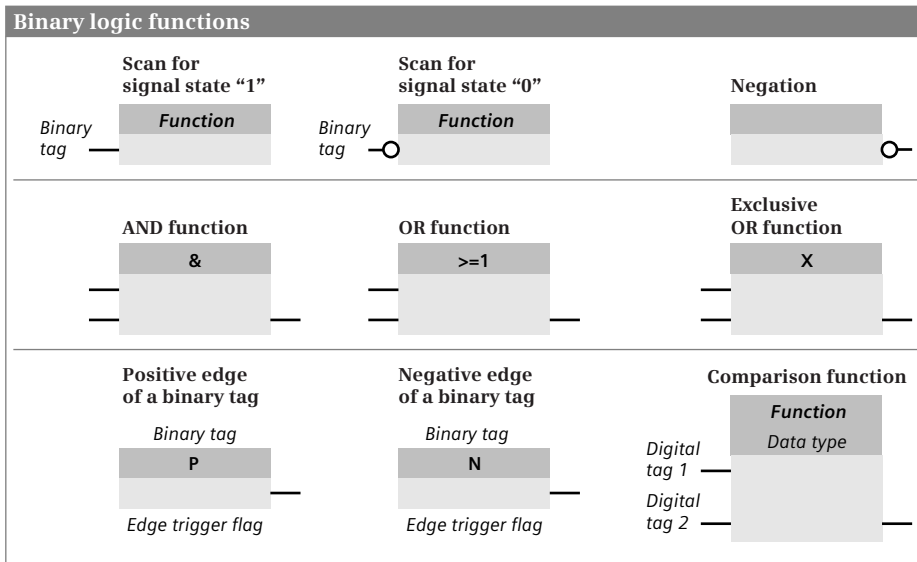 Binary logic functions
Scan for
signal state “1”
Function
Binary
tag
Scan for
signal state “0”
Function
Binary
tag
Negation
AND function
&
OR function
>=1
Exclusive
OR function
X
Positive edge
of a binary tag
Binary tag
P
Edge trigger flag
Negative edge
of a binary tag
Binary tag
N
Edge trigger flag
Comparison function
Function
Data type
Digital
tag 1
Digital
tag 2